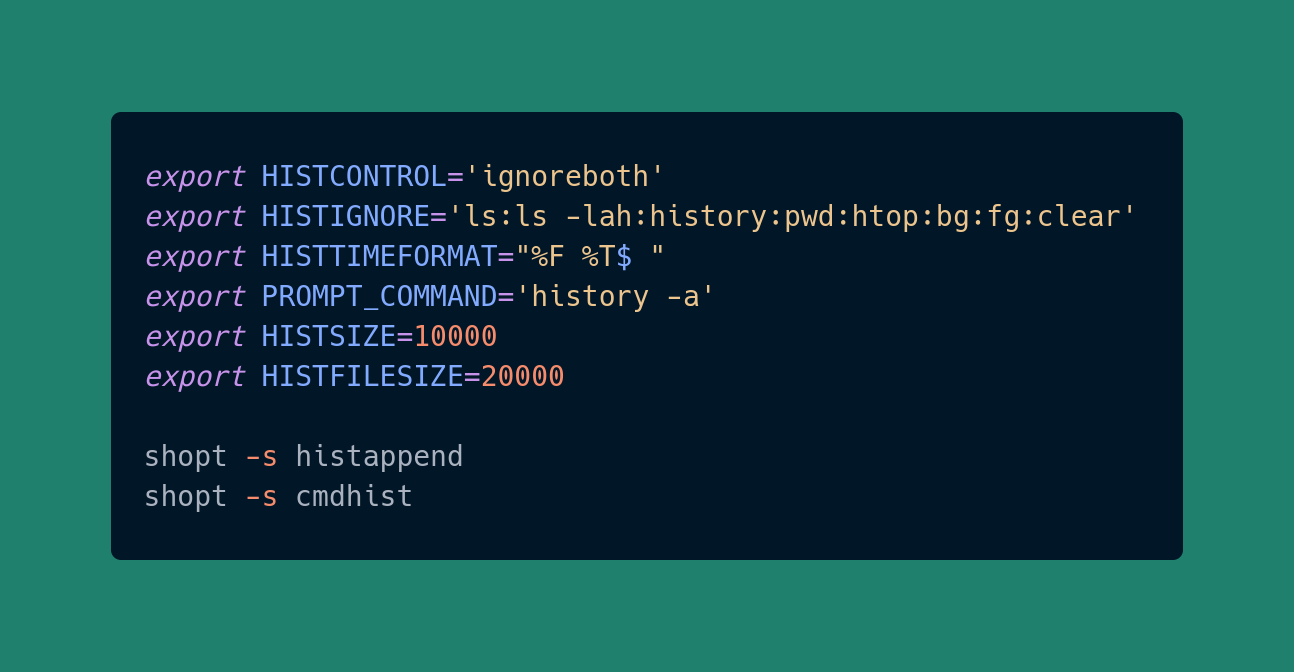 export HISTCONTROL='ignoreboth'
export HISTIGNORE='ls:ls -lah:history:pwd:htop:bg:fg:clear'
export HISTTIMEFORMAT="%F %T$ "
export PROMPT_COMMAND='history -a'
export HISTSIZE=10000
export HISTFILESIZE=20000

shopt -s histappend
shopt -s cmdhist